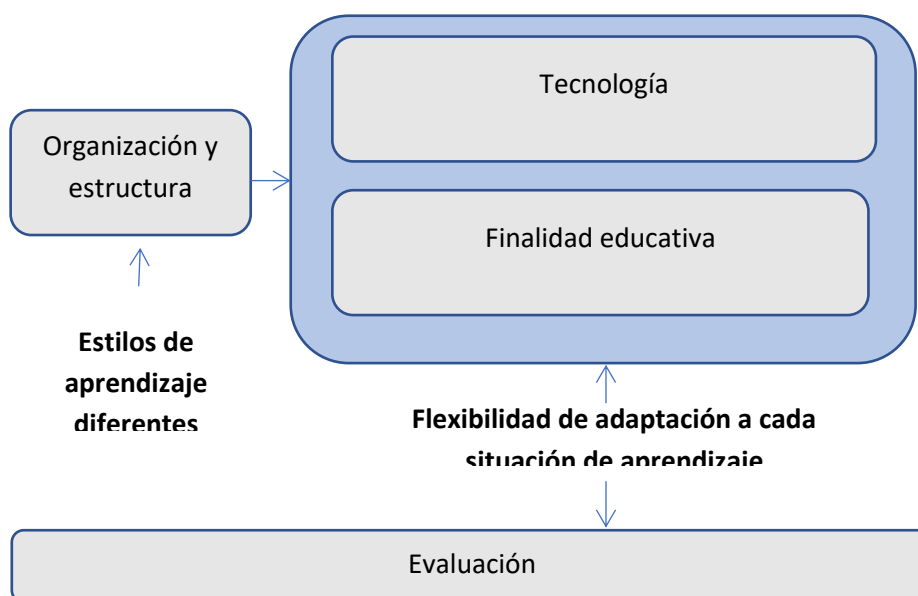 Tecnología
Organización y
estructura
Finalidad educativa
Estilos de
aprendizaje
diferentes
Flexibilidad de adaptación a cada
situación de aprendizaje
Evaluación